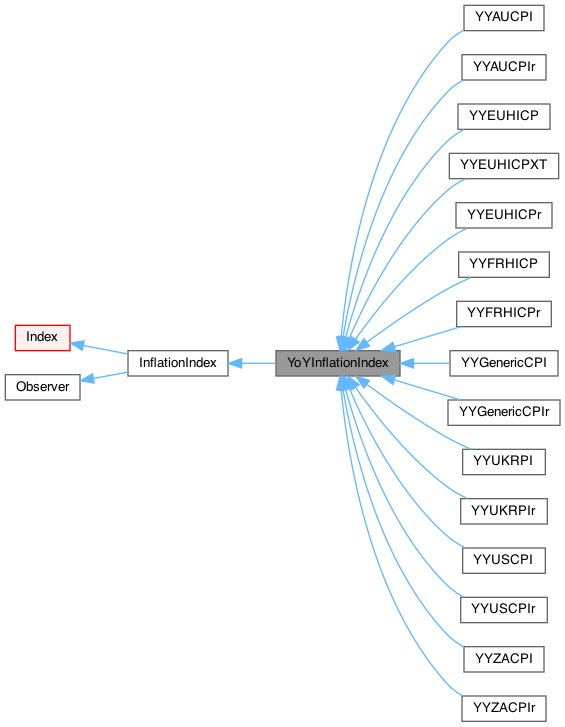 Index
Observer
InflationIndex
YoYInflationIndex
YYAUCPI
YYAUCPIr
YYEUHICP
YYEUHICPXT
YYEUHICPr
YYFRHICP
YYFRHICPr
YYGenericCPI
YYGenericCPIr
YYUKRPI
YYUKRPIr
YYUSCPI
YYUSCPIr
YYZACPI
YYZACPIr